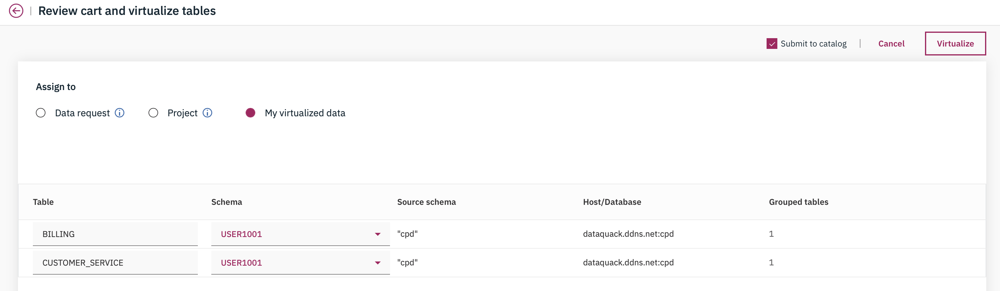 Review cart and virtualize tables
Submit to catalog | Cancel Virtualize
Assign to
Data request Project My virtualized data
Table Schema Source schema Host/Database Grouped tables
BILLING USER1001 "cpd" dataquack.ddns.net:cpd 1
CUSTOMER_SERVICE USER1001 "cpd" dataquack.ddns.net:cpd 1